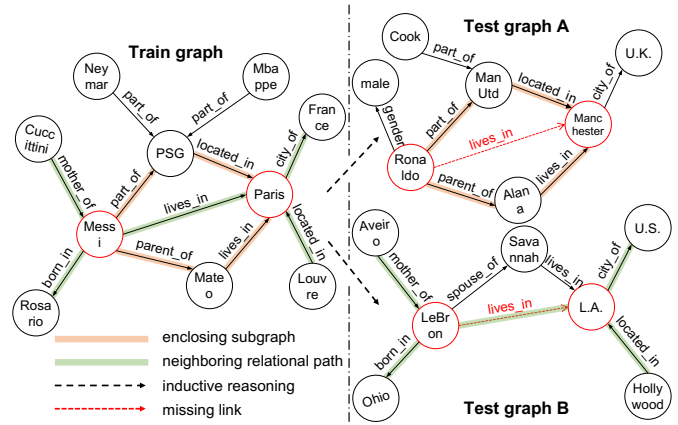 Train graph
Ney
mar
Mba
ppe
part_of
part_of
Fran
ce
Cucc
ittini
PSG
located_in
city_of
mother_of
part_of
lives_in
Paris
Mess
i
parent_of
lives_in
located_in
born_in
Mate
o
Rosa
rio
Louv
re
enclosing subgraph
neighboring relational path
inductive reasoning
missing link
Test graph A
Cook
U.K.
part_of
male
Man
Utd
located_in
city_of
gender
part_of
lives_in
Manc
hester
Rona
ldo
parent_of
lives_in
Alan
a
Aveir
o
Sava
nnah
U.S.
mother_of
spouse_of
lives_in
city_of
lives_in
L.A.
LeBr
on
born_in
located_in
Ohio
Holly
wood
Test graph B